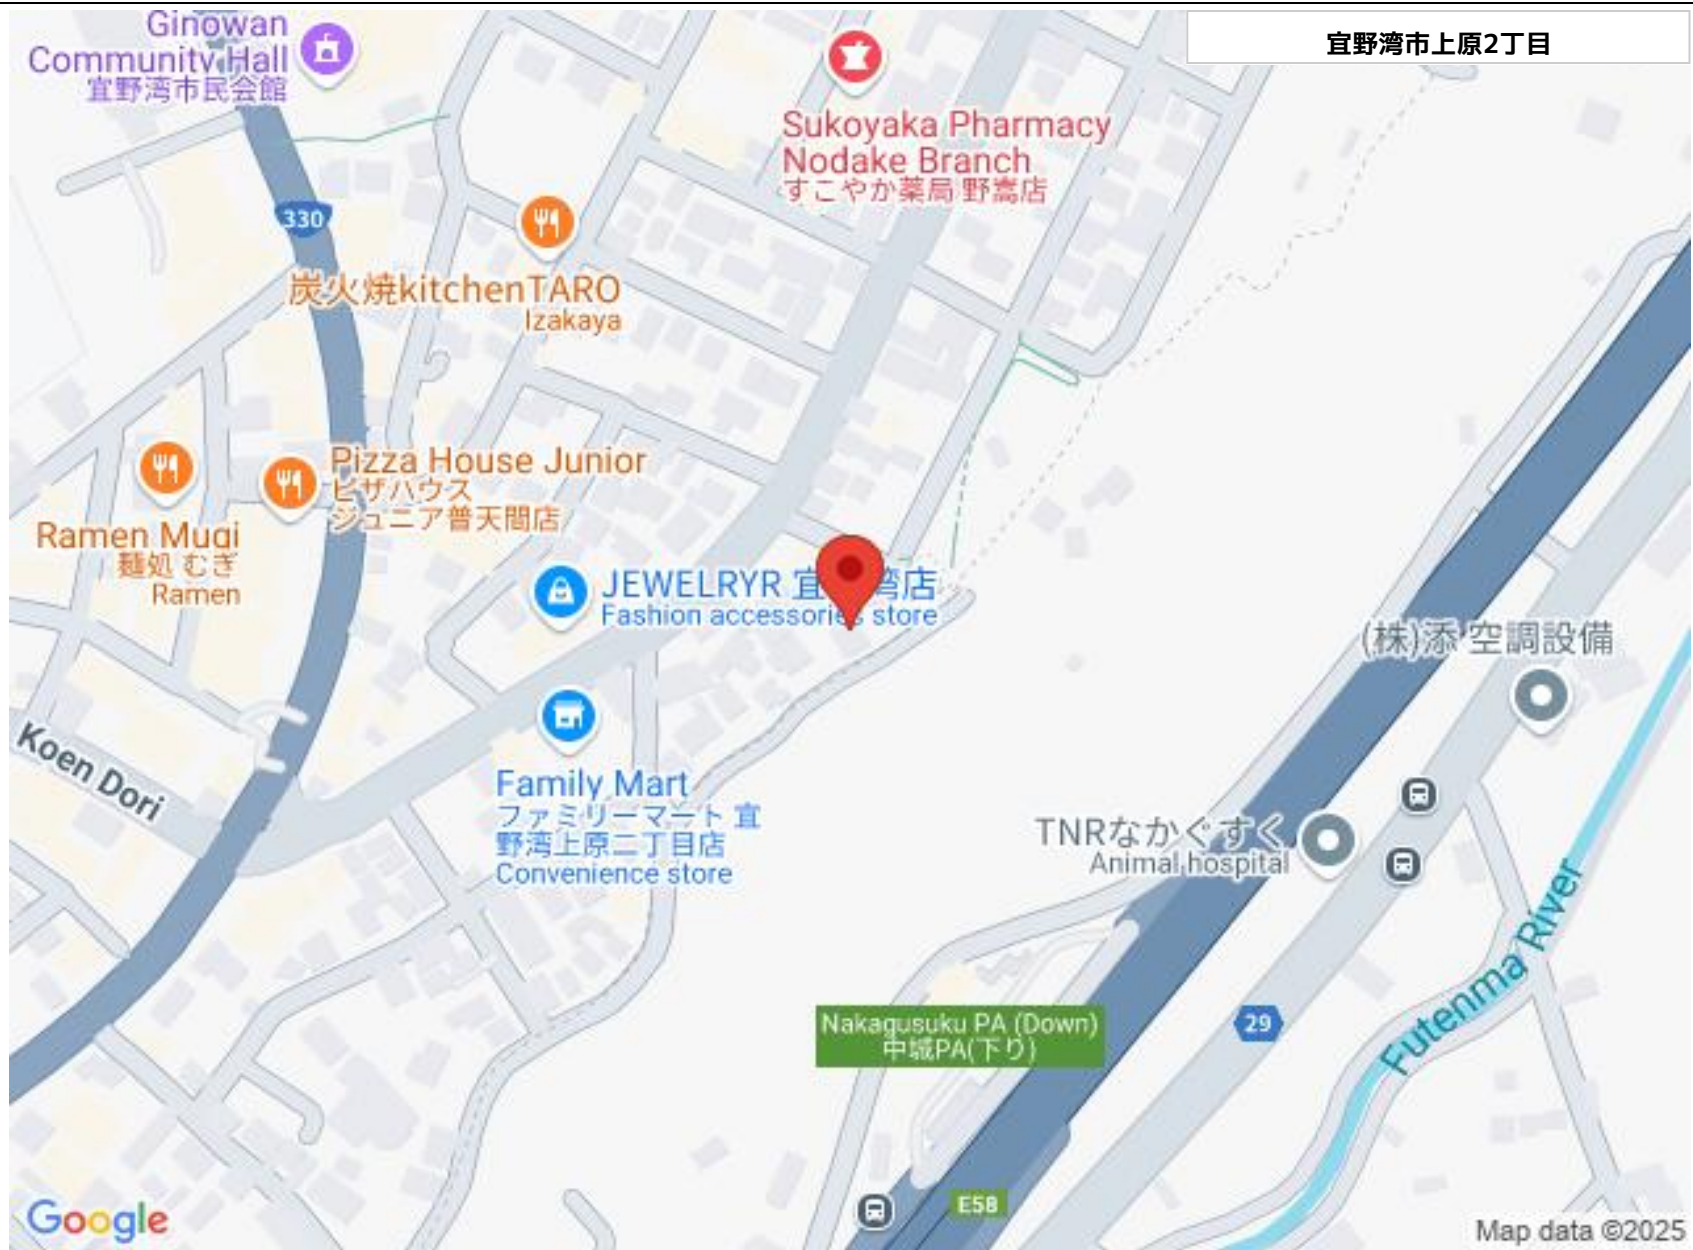 宜野湾市上原2丁目
Ginowan
Community Hall
宜野湾市民会館
Sukoyaka Pharmacy
Nodake Branch
すこやか薬局 野嵩店
330
炭火焼kitchenTARO
Izakaya
Pizza House Junior
ピザハウス
ジュニア普天間店
Ramen Mugi
麺処 むぎ
Ramen
JEWELRYR 宜 湾店
Fashion accessories store
(株)添 空調設備
Koen Dori
Family Mart
ファミリーマート 宜
野湾上原二丁目店
Convenience store
TNRなかぐすく
Animal hospital
Futenma River
Nakagusuku PA (Down)
中城PA(下り)
29
E58
Google
Map data ©2025